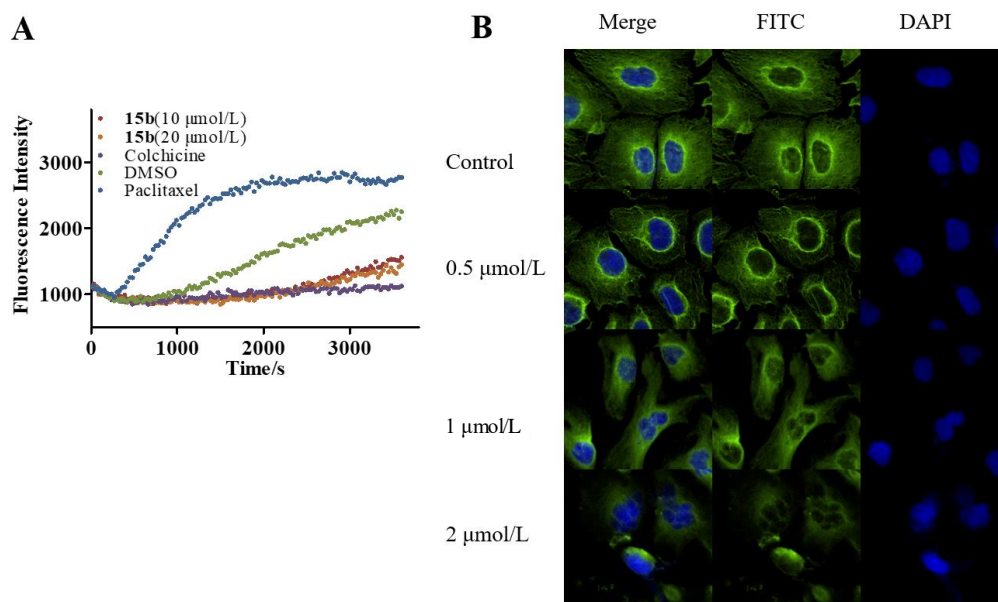 A
Fluorescence Intensity
3000
2000
1000
0
1000
2000
3000
Time/s
15b(10 μmol/L)
15b(20 μmol/L)
Colchicine
DMSO
Paclitaxel
B
Merge FITC DAPI
Control
0.5 μmol/L
1 μmol/L
2 μmol/L